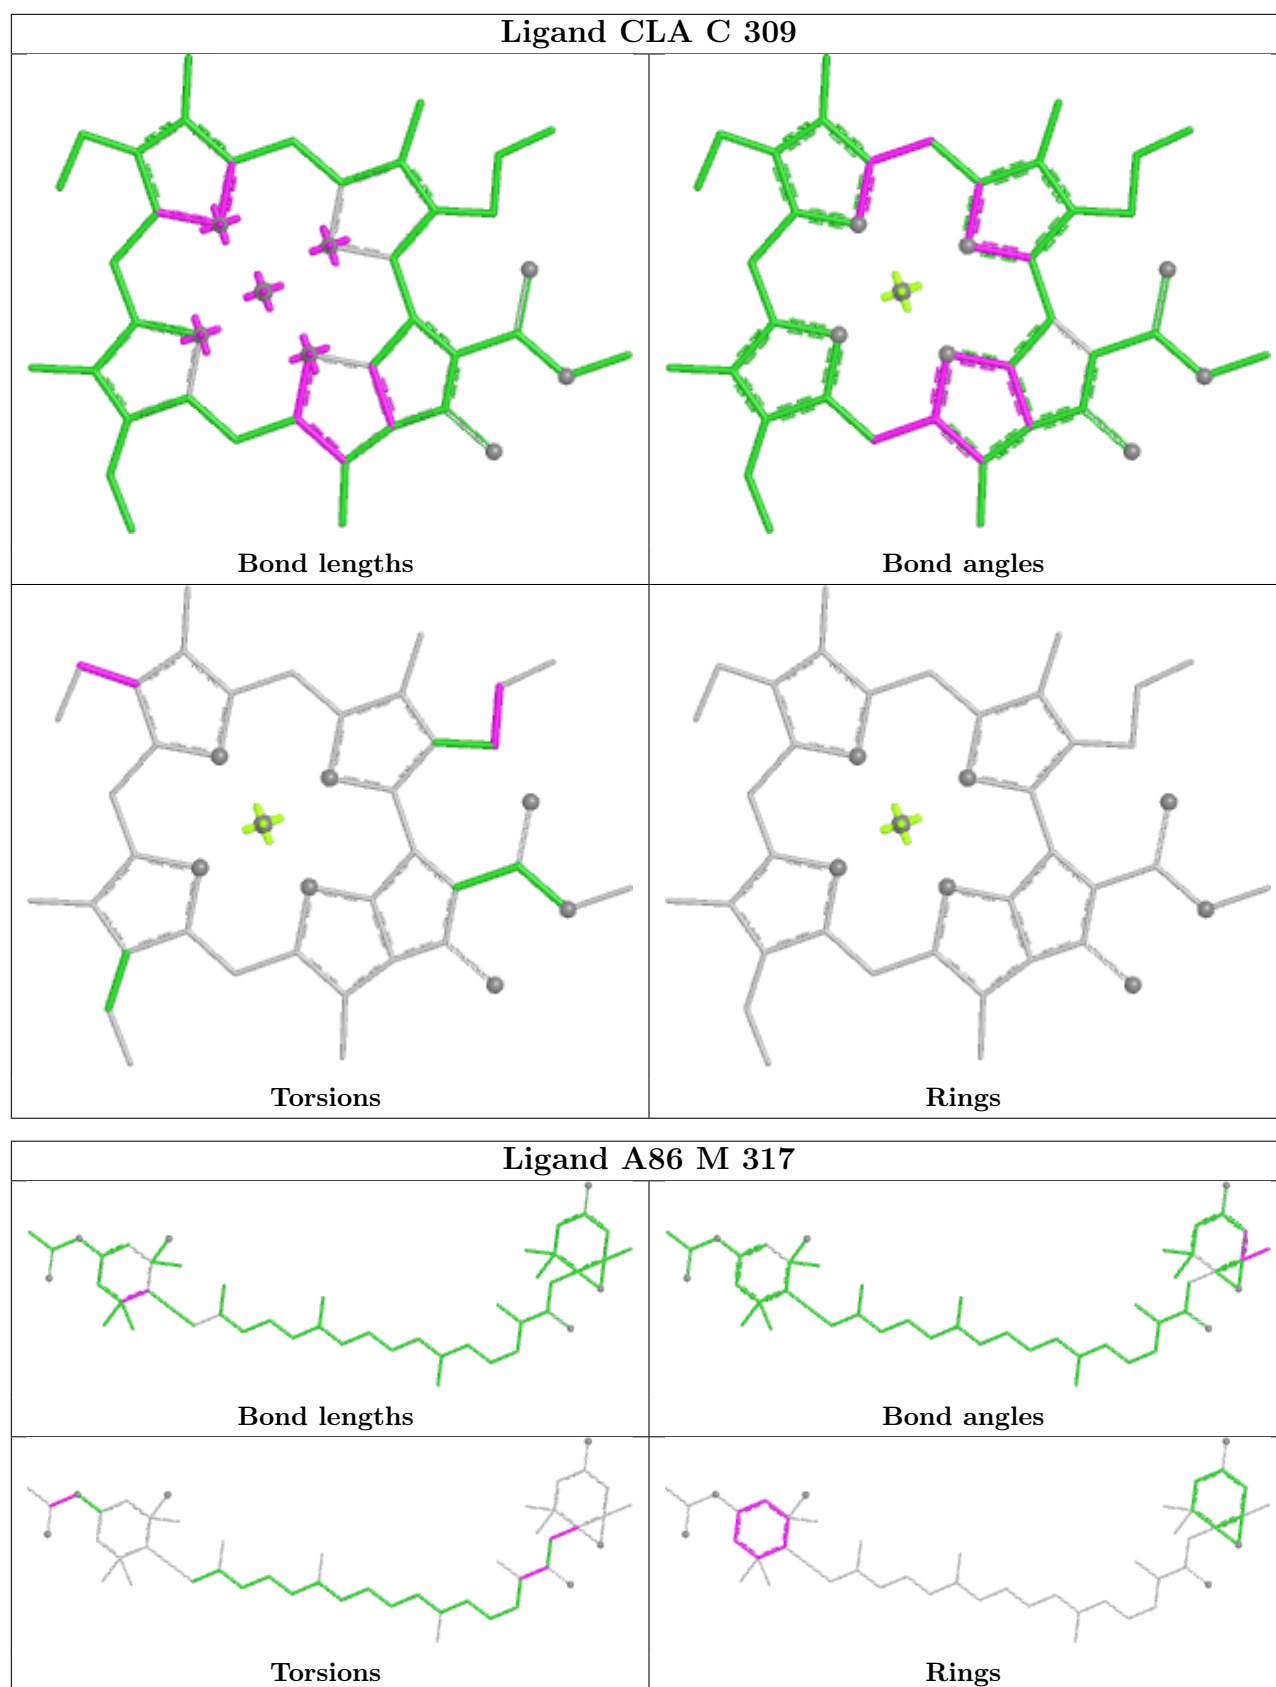 Ligand CLA C 309
Bond lengths
Bond angles
Torsions
Rings
Ligand A86 M 317
Bond lengths
Bond angles
Torsions
Rings